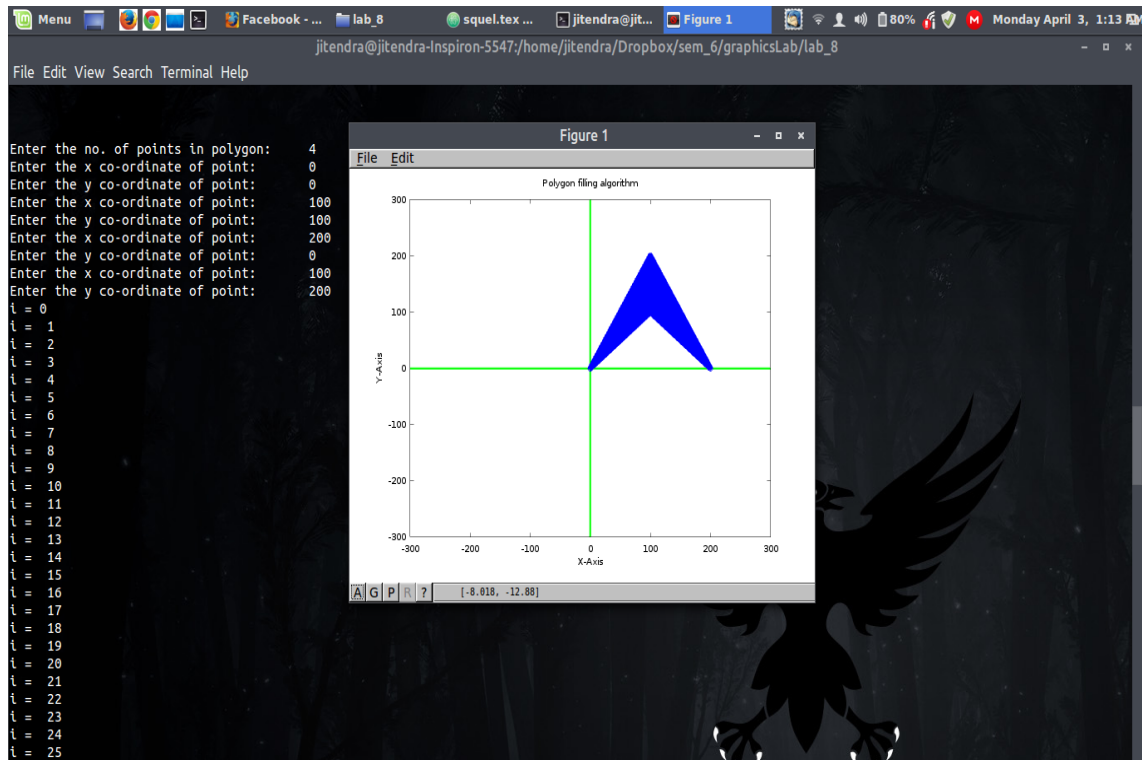 Menu Facebook - ... lab_8 squel.tex ... jitendra@jit... Figure 1 80% M Monday April 3, 1:13
jitendra@jitendra-Inspiron-5547:/home/jitendra/Dropbox/sem_6/graphicsLab/lab_8
File Edit View Search Terminal Help
Enter the no. of points in polygon: 4
Enter the x co-ordinate of point: 0
Enter the y co-ordinate of point: 0
Enter the x co-ordinate of point: 100
Enter the y co-ordinate of point: 100
Enter the x co-ordinate of point: 200
Enter the y co-ordinate of point: 0
Enter the x co-ordinate of point: 100
Enter the y co-ordinate of point: 200
i = 0
i = 1
i = 2
i = 3
i = 4
i = 5
i = 6
i = 7
i = 8
i = 9
i = 10
i = 11
i = 12
i = 13
i = 14
i = 15
i = 16
i = 17
i = 18
i = 19
i = 20
i = 21
i = 22
i = 23
i = 24
i = 25
Figure 1
File Edit
Polygon filling algorithm
300
200
100
0
-100
-200
-300
Y-Axis
-300 -200 -100 0 100 200 300
X-Axis
A G P R ? [-8.018, -12.88]